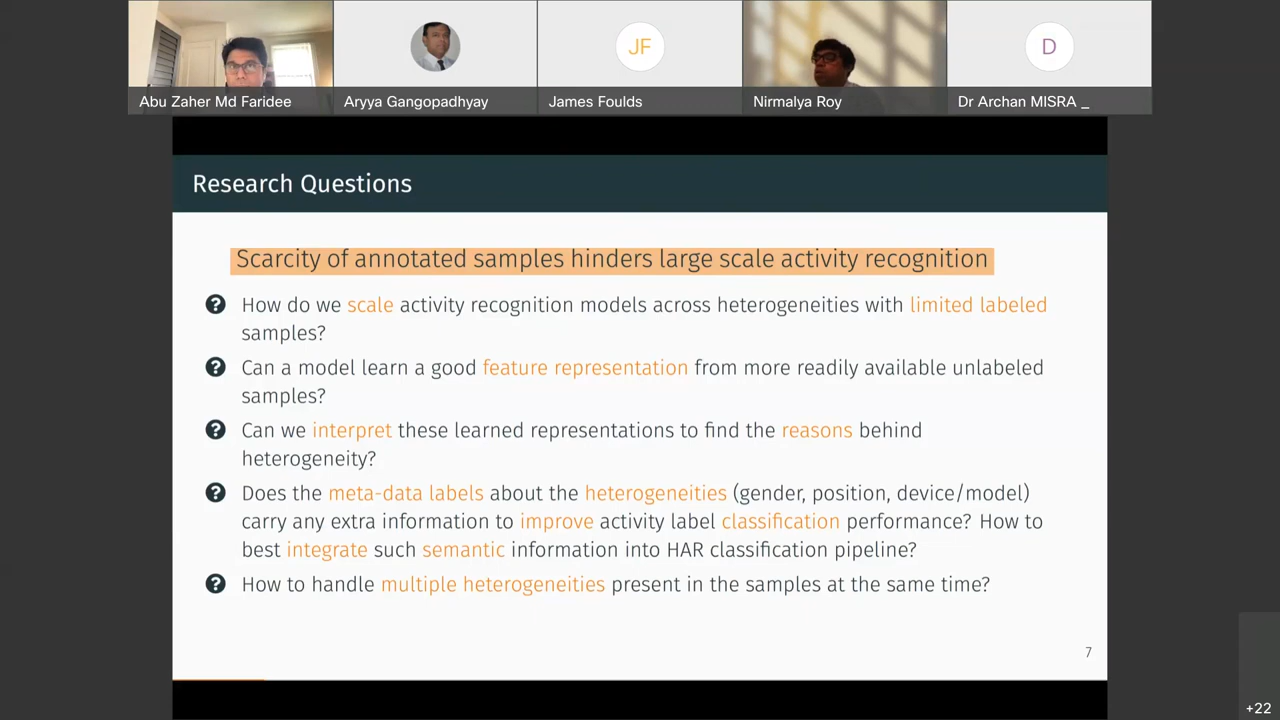 Abu Zaher Md Faridee
Aryya Gangopadhyay
JF
James Foulds
Nirmalya Roy
D
Dr Archan MISRA _
Research Questions
Scarcity of annotated samples hinders large scale activity recognition
? How do we scale activity recognition models across heterogeneities with limited labeled
samples?
? Can a model learn a good feature representation from more readily available unlabeled
samples?
? Can we interpret these learned representations to find the reasons behind
heterogeneity?
? Does the meta-data labels about the heterogeneities (gender, position, device/model)
carry any extra information to improve activity label classification performance? How to
best integrate such semantic information into HAR classification pipeline?
? How to handle multiple heterogeneities present in the samples at the same time?
7
+22